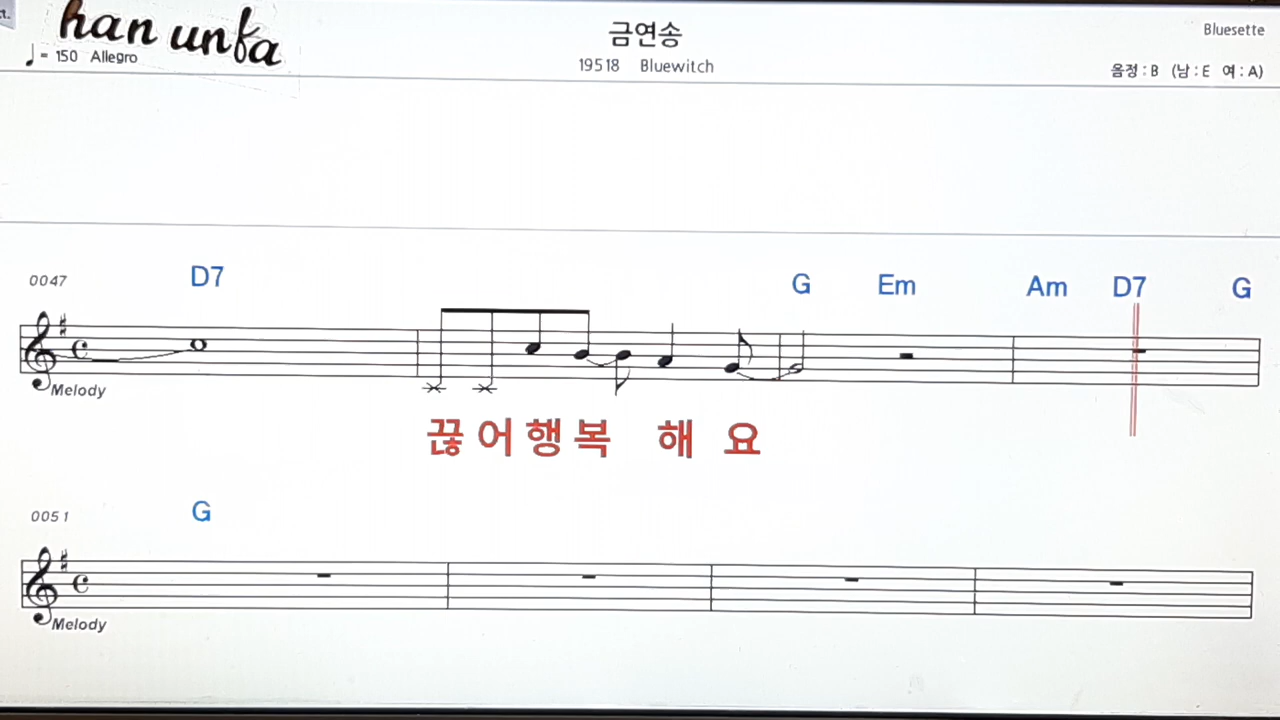 han unfa
♩= 150 Allegro
금연송
19518 Bluewitch
Bluesette
음정 : B (남 : E 여 : A)
0047 D7 G Em Am D7 G
Melody
끊어행복 해 요
0051 G
Melody